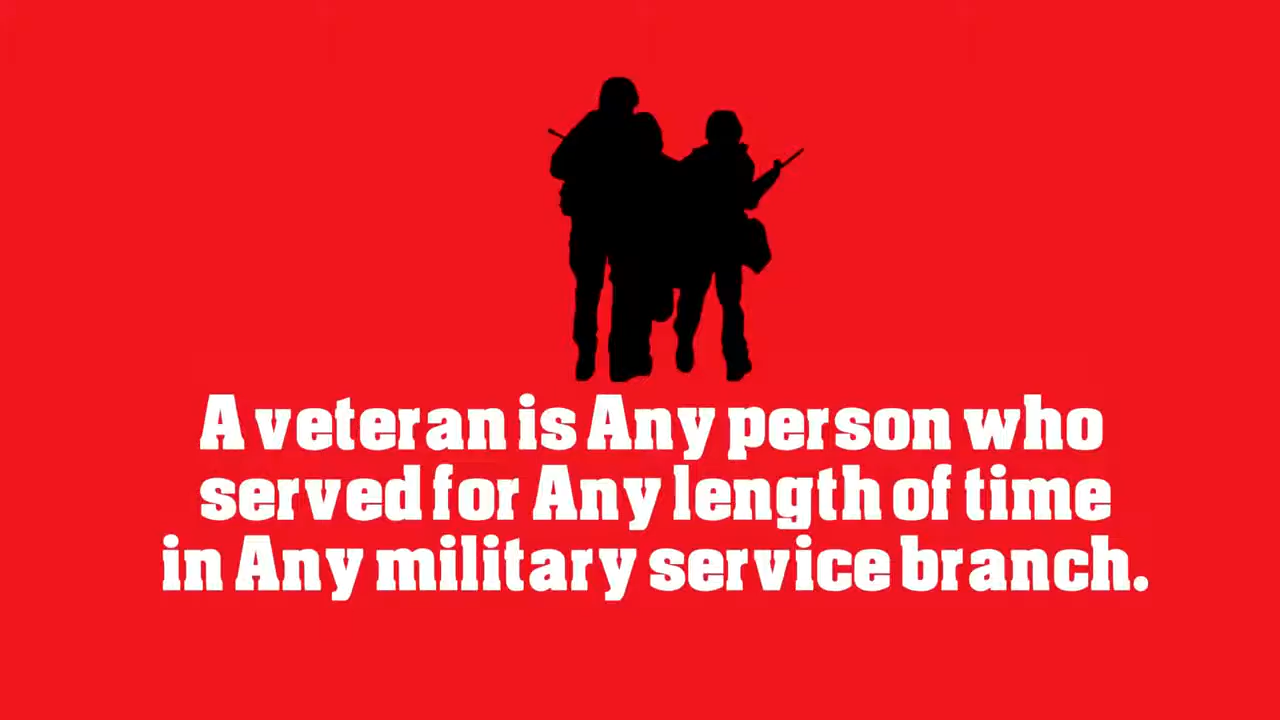 A veteran is Any person who
served for Any length of time
in Any military service branch.